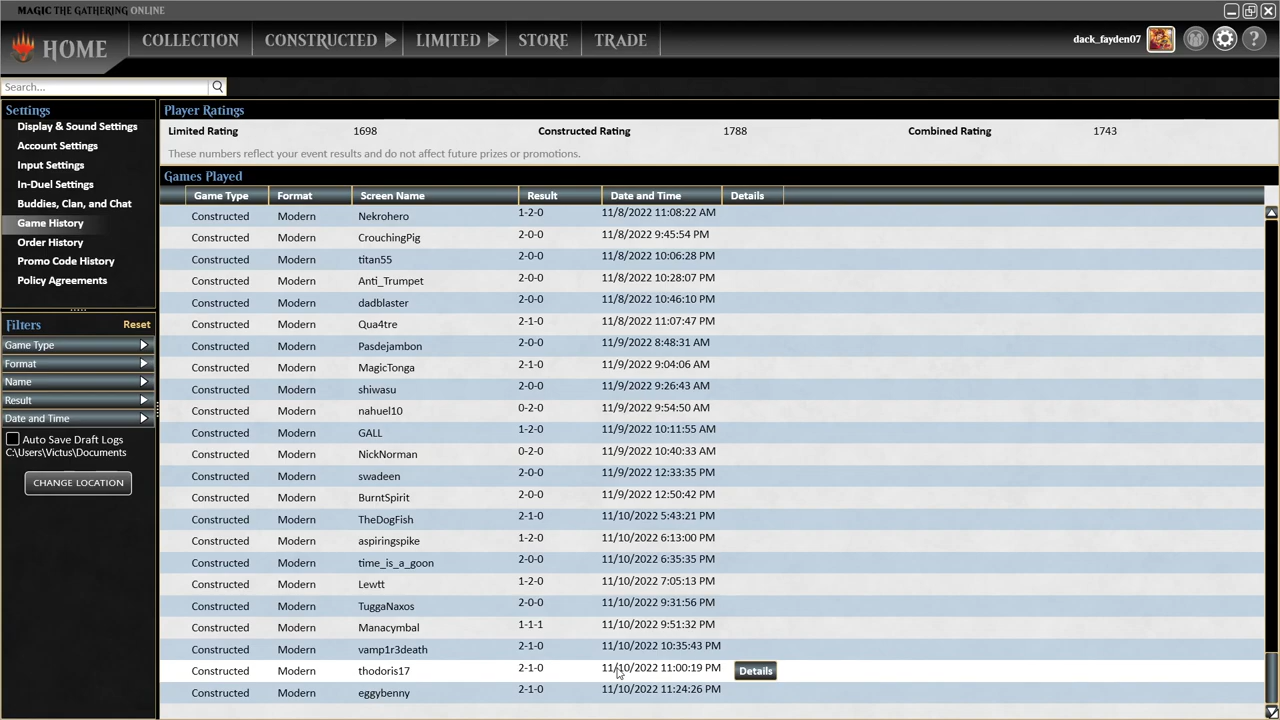 MAGIC THE GATHERING ONLINE
HOME COLLECTION CONSTRUCTED LIMITED STORE TRADE dack_fayden07 ?
Search...
Settings
Display & Sound Settings
Account Settings
Input Settings
In-Duel Settings
Buddies, Clan, and Chat
Game History
Order History
Promo Code History
Policy Agreements
Filters Reset
Game Type
Format
Name
Result
Date and Time
Auto Save Draft Logs
C:\Users\Victus\Documents
CHANGE LOCATION
Player Ratings
Limited Rating 1698 Constructed Rating 1788 Combined Rating 1743
These numbers reflect your event results and do not affect future prizes or promotions.
Games Played
Game Type Format Screen Name Result Date and Time Details
Constructed Modern Nekrohero 1-2-0 11/8/2022 11:08:22 AM
Constructed Modern CrouchingPig 2-0-0 11/8/2022 9:45:54 PM
Constructed Modern titan55 2-0-0 11/8/2022 10:06:28 PM
Constructed Modern Anti_Trumpet 2-0-0 11/8/2022 10:28:07 PM
Constructed Modern dadblaster 2-0-0 11/8/2022 10:46:10 PM
Constructed Modern Qua4tre 2-1-0 11/8/2022 11:07:47 PM
Constructed Modern Pasdejambon 2-0-0 11/9/2022 8:48:31 AM
Constructed Modern MagicTonga 2-1-0 11/9/2022 9:04:06 AM
Constructed Modern shiwasu 2-0-0 11/9/2022 9:26:43 AM
Constructed Modern nahuel10 0-2-0 11/9/2022 9:54:50 AM
Constructed Modern GALL 1-2-0 11/9/2022 10:11:55 AM
Constructed Modern NickNorman 0-2-0 11/9/2022 10:40:33 AM
Constructed Modern swadeen 2-0-0 11/9/2022 12:33:35 PM
Constructed Modern BurntSpirit 2-0-0 11/9/2022 12:50:42 PM
Constructed Modern TheDogFish 2-1-0 11/10/2022 5:43:21 PM
Constructed Modern aspiringspike 1-2-0 11/10/2022 6:13:00 PM
Constructed Modern time_is_a_goon 2-0-0 11/10/2022 6:35:35 PM
Constructed Modern Lewtt 1-2-0 11/10/2022 7:05:13 PM
Constructed Modern TuggaNaxos 2-0-0 11/10/2022 9:31:56 PM
Constructed Modern Manacymbal 1-1-1 11/10/2022 9:51:32 PM
Constructed Modern vamp1r3death 2-1-0 11/10/2022 10:35:43 PM
Constructed Modern thodoris17 2-1-0 11/10/2022 11:00:19 PM Details
Constructed Modern eggybenny 2-1-0 11/10/2022 11:24:26 PM